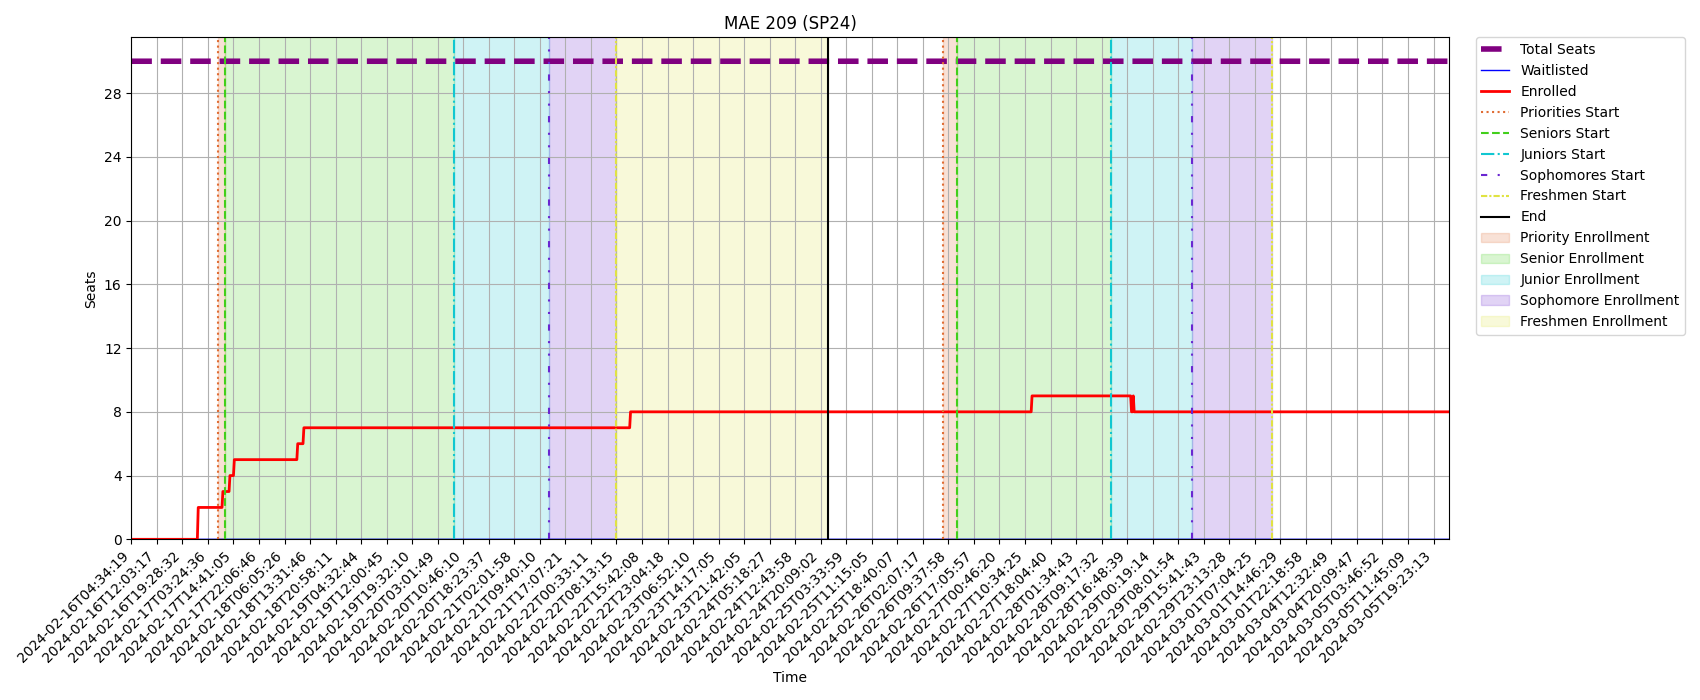 MAE 209 (SP24)
Seats
28
24
20
16
12
8
4
0
2024-02-16T04:34:19
2024-02-16T12:03:17
2024-02-16T19:28:32
2024-02-17T03:24:36
2024-02-17T14:41:05
2024-02-17T22:06:46
2024-02-18T06:05:26
2024-02-18T13:31:46
2024-02-18T20:58:11
2024-02-19T04:32:44
2024-02-19T12:00:45
2024-02-19T19:32:10
2024-02-20T03:01:49
2024-02-20T10:46:10
2024-02-20T18:23:37
2024-02-21T02:01:58
2024-02-21T09:40:10
2024-02-21T17:07:21
2024-02-22T00:33:11
2024-02-22T08:13:15
2024-02-22T15:42:08
2024-02-22T23:04:18
2024-02-23T06:52:10
2024-02-23T14:17:05
2024-02-23T21:42:05
2024-02-24T05:18:27
2024-02-24T12:43:58
2024-02-24T20:09:02
2024-02-25T03:33:59
2024-02-25T11:15:05
2024-02-25T18:40:07
2024-02-26T02:07:17
2024-02-26T09:37:58
2024-02-26T17:05:57
2024-02-27T00:46:20
2024-02-27T10:34:25
2024-02-27T18:04:40
2024-02-28T01:34:43
2024-02-28T09:17:32
2024-02-28T16:48:39
2024-02-29T00:19:14
2024-02-29T08:01:54
2024-02-29T15:41:43
2024-02-29T23:13:28
2024-03-01T07:04:25
2024-03-01T14:46:29
2024-03-01T22:18:58
2024-03-04T12:32:49
2024-03-04T20:09:47
2024-03-05T03:46:52
2024-03-05T11:45:09
2024-03-05T19:23:13
Time
Total Seats
Waitlisted
Enrolled
Priorities Start
Seniors Start
Juniors Start
Sophomores Start
Freshmen Start
End
Priority Enrollment
Senior Enrollment
Junior Enrollment
Sophomore Enrollment
Freshmen Enrollment